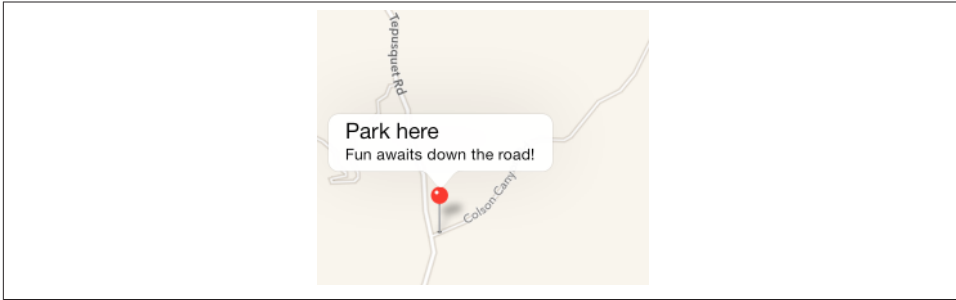 Tepusquet Rd
Park here
Fun awaits down the road!
Colson Cany